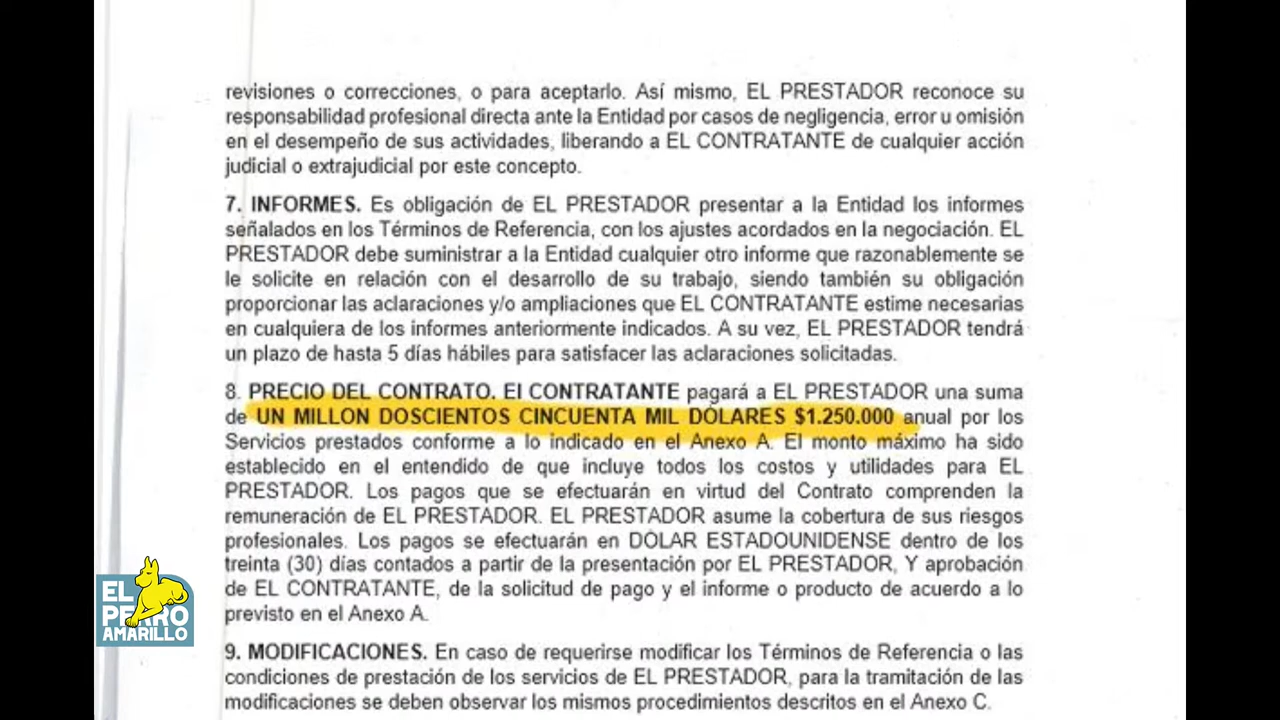 revisiones o correcciones, o para aceptarlo. Así mismo, EL PRESTADOR reconoce su
responsabilidad profesional directa ante la Entidad por casos de negligencia, error u omisión
en el desempeño de sus actividades, liberando a EL CONTRATANTE de cualquier acción
judicial o extrajudicial por este concepto.
7. INFORMES. Es obligación de EL PRESTADOR presentar a la Entidad los informes
señalados en los Términos de Referencia, con los ajustes acordados en la negociación. EL
PRESTADOR debe suministrar a la Entidad cualquier otro informe que razonablemente se
le solicite en relación con el desarrollo de su trabajo, siendo también su obligación
proporcionar las aclaraciones y/o ampliaciones que EL CONTRATANTE estime necesarias
en cualquiera de los informes anteriormente indicados. A su vez, EL PRESTADOR tendrá
un plazo de hasta 5 días hábiles para satisfacer las aclaraciones solicitadas.
8. PRECIO DEL CONTRATO. El CONTRATANTE pagará a EL PRESTADOR una suma
de UN MILLON DOSCIENTOS CINCUENTA MIL DÓLARES $1.250.000 anual por los
Servicios prestados conforme a lo indicado en el Anexo A. El monto máximo ha sido
establecido en el entendido de que incluye todos los costos y utilidades para EL
PRESTADOR. Los pagos que se efectuarán en virtud del Contrato comprenden la
remuneración de EL PRESTADOR. EL PRESTADOR asume la cobertura de sus riesgos
profesionales. Los pagos se efectuarán en DÓLAR ESTADOUNIDENSE dentro de los
treinta (30) días contados a partir de la presentación por EL PRESTADOR, Y aprobación
de EL CONTRATANTE, de la solicitud de pago y el informe o producto de acuerdo a lo
previsto en el Anexo A.
9. MODIFICACIONES. En caso de requerirse modificar los Términos de Referencia o las
condiciones de prestación de los servicios de EL PRESTADOR, para la tramitación de las
modificaciones se deben observar los mismos procedimientos descritos en el Anexo C.
EL
PERRO
AMARILLO